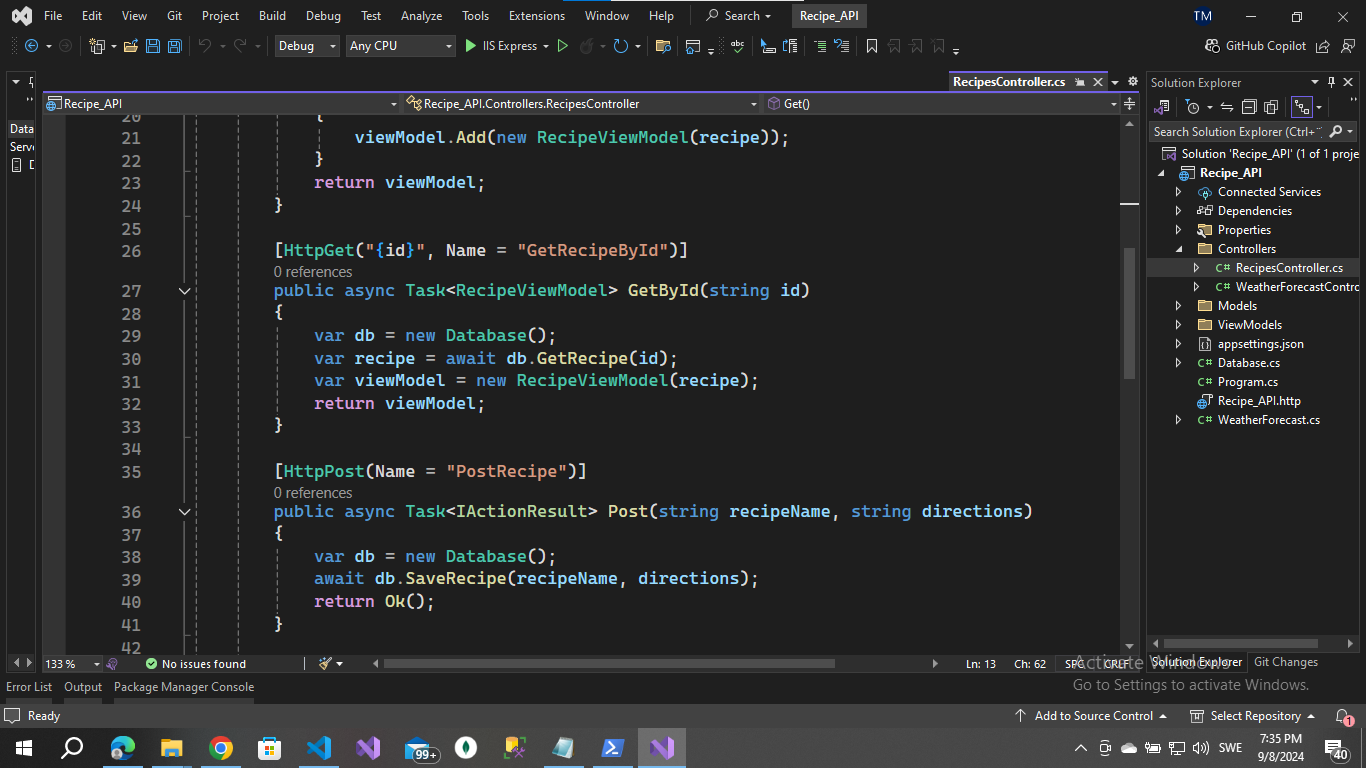 File Edit View Git Project Build Debug Test Analyze Tools Extensions Window Help Search Recipe_API TM
Debug Any CPU IIS Express GitHub Copilot
RecipesController.cs
Recipe_API Recipe_API.Controllers.RecipesController Get()
20 {
21 viewModel.Add(new RecipeViewModel(recipe));
22 }
23 return viewModel;
24 }
25
26 [HttpGet("{id}", Name = "GetRecipeById")]
0 references
27 public async Task<RecipeViewModel> GetById(string id)
28 {
29 var db = new Database();
30 var recipe = await db.GetRecipe(id);
31 var viewModel = new RecipeViewModel(recipe);
32 return viewModel;
33 }
34
35 [HttpPost(Name = "PostRecipe")]
0 references
36 public async Task<IActionResult> Post(string recipeName, string directions)
37 {
38 var db = new Database();
39 await db.SaveRecipe(recipeName, directions);
40 return Ok();
41 }
42
133 % No issues found Ln: 13 Ch: 62 SPC CRLF
Data
Serv
D
Solution Explorer
Search Solution Explorer (Ctrl+
Solution 'Recipe_API' (1 of 1 proje
Recipe_API
Connected Services
Dependencies
Properties
Controllers
C# RecipesController.cs
C# WeatherForecastContro
Models
ViewModels
appsettings.json
C# Database.cs
C# Program.cs
Recipe_API.http
C# WeatherForecast.cs
Solution Explorer Git Changes
Activate Windows
Go to Settings to activate Windows.
Error List Output Package Manager Console
Ready Add to Source Control Select Repository 1
99+ SWE 7:35 PM
9/8/2024 40